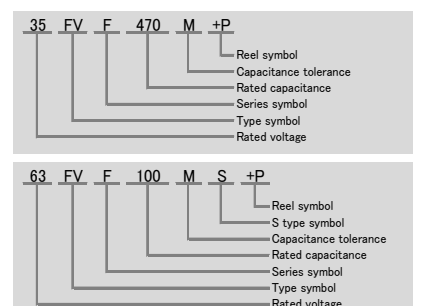 35 FV F 470 M +P
Reel symbol
Capacitance tolerance
Rated capacitance
Series symbol
Type symbol
Rated voltage
63 FV F 100 M S +P
Reel symbol
S type symbol
Capacitance tolerance
Rated capacitance
Series symbol
Type symbol
Rated voltage